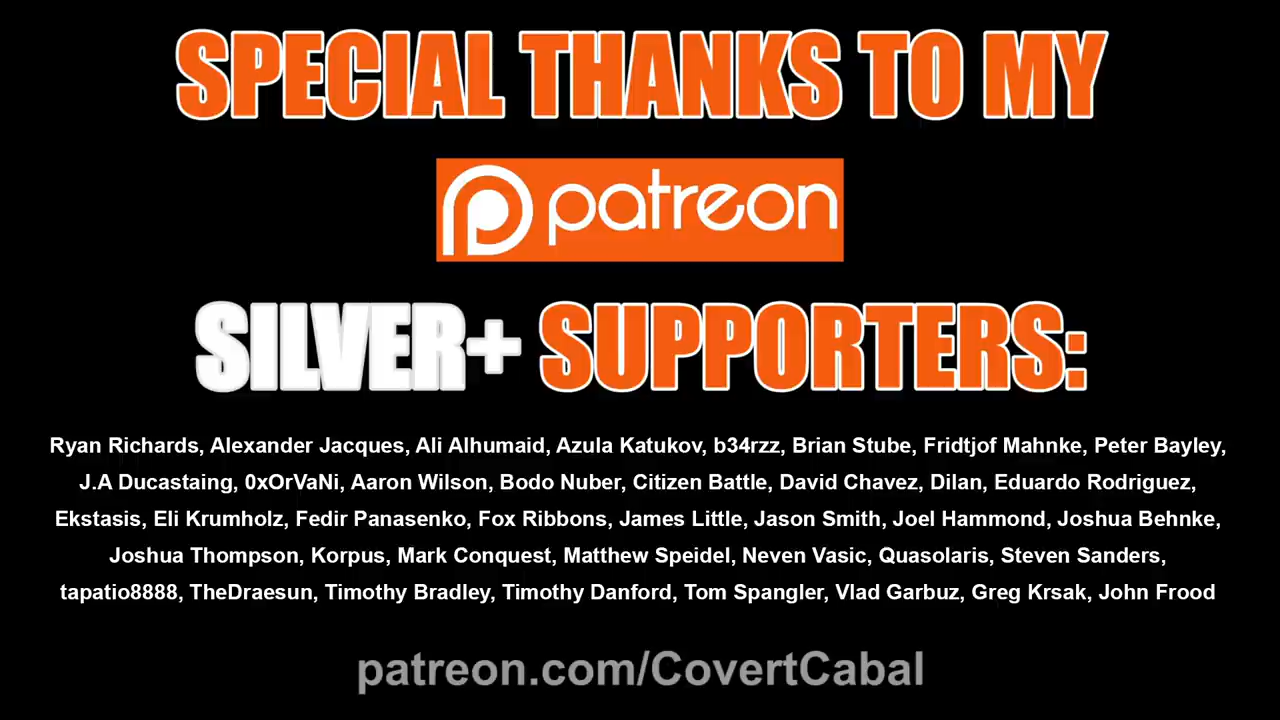 SPECIAL THANKS TO MY
patreon
SILVER+ SUPPORTERS:
Ryan Richards, Alexander Jacques, Ali Alhumaid, Azula Katukov, b34rzz, Brian Stube, Fridtjof Mahnke, Peter Bayley,
J.A Ducastaing, 0xOrVaNi, Aaron Wilson, Bodo Nuber, Citizen Battle, David Chavez, Dilan, Eduardo Rodriguez,
Ekstasis, Eli Krumholz, Fedir Panasenko, Fox Ribbons, James Little, Jason Smith, Joel Hammond, Joshua Behnke,
Joshua Thompson, Korpus, Mark Conquest, Matthew Speidel, Neven Vasic, Quasolaris, Steven Sanders,
tapatio8888, TheDraesun, Timothy Bradley, Timothy Danford, Tom Spangler, Vlad Garbuz, Greg Krsak, John Frood
patreon.com/CovertCabal